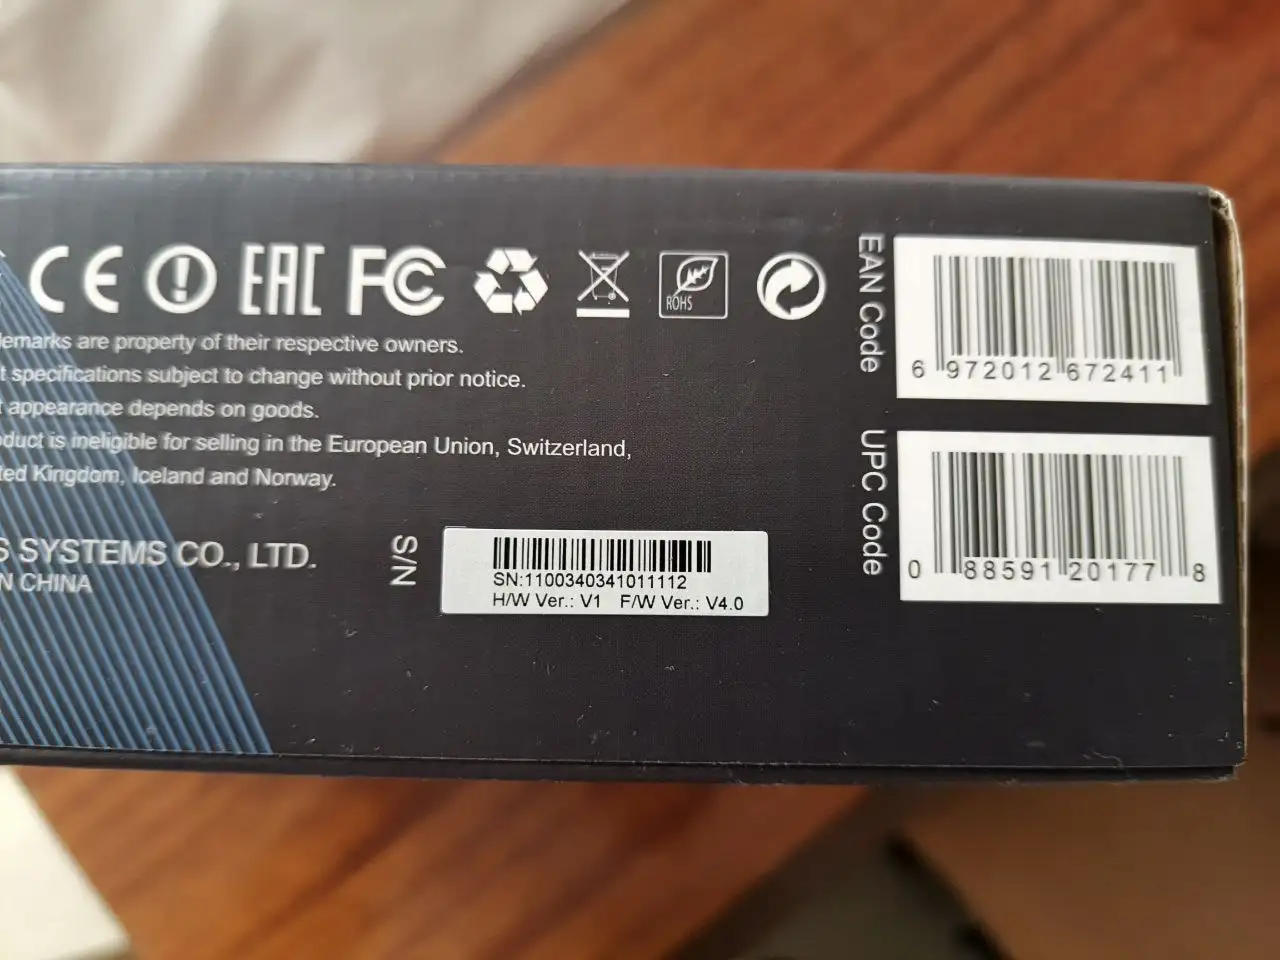 CE EAC FC
ROHS
emarks are property of their respective owners.
t specifications subject to change without prior notice.
t appearance depends on goods.
oduct is ineligible for selling in the European Union, Switzerland,
ted Kingdom, Iceland and Norway.
S SYSTEMS CO., LTD.
N CHINA
S/N
SN:1100340341011112
H/W Ver.: V1 F/W Ver.: V4.0
EAN Code
6 972012 672411
UPC Code
0 88591 20177 8